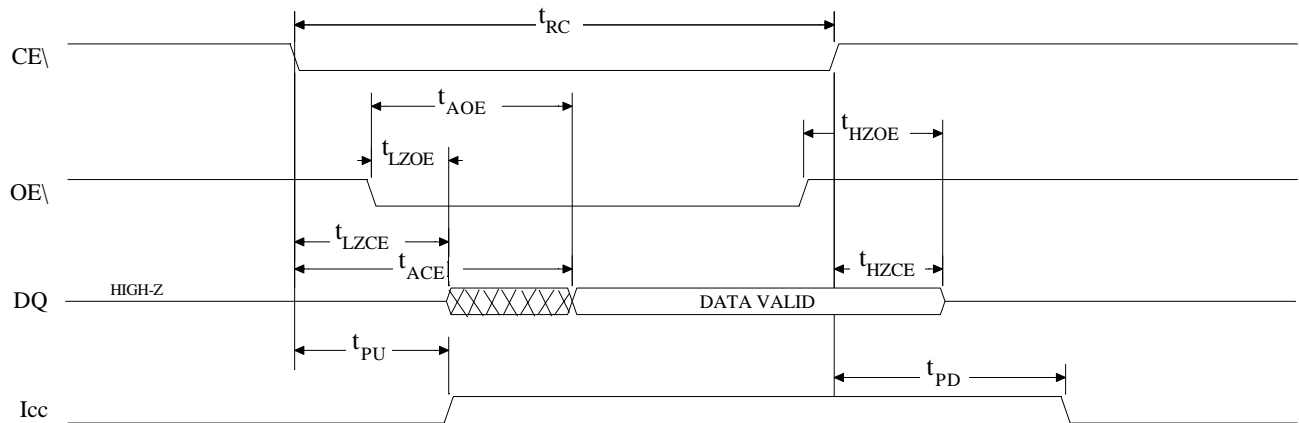 tRC
CE\
tAOE
tHZOE
tLZOE
OE\
tLZCE
tACE
tHZCE
HIGH-Z
DQ
DATA VALID
tPU
tPD
Icc